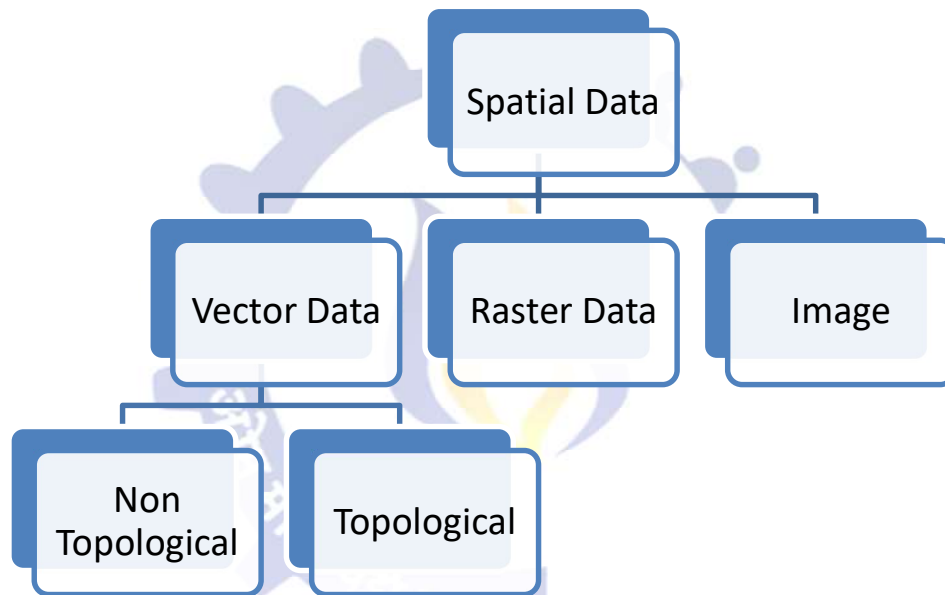 Spatial Data
Vector Data
Raster Data
Image
Non
Topological
Topological